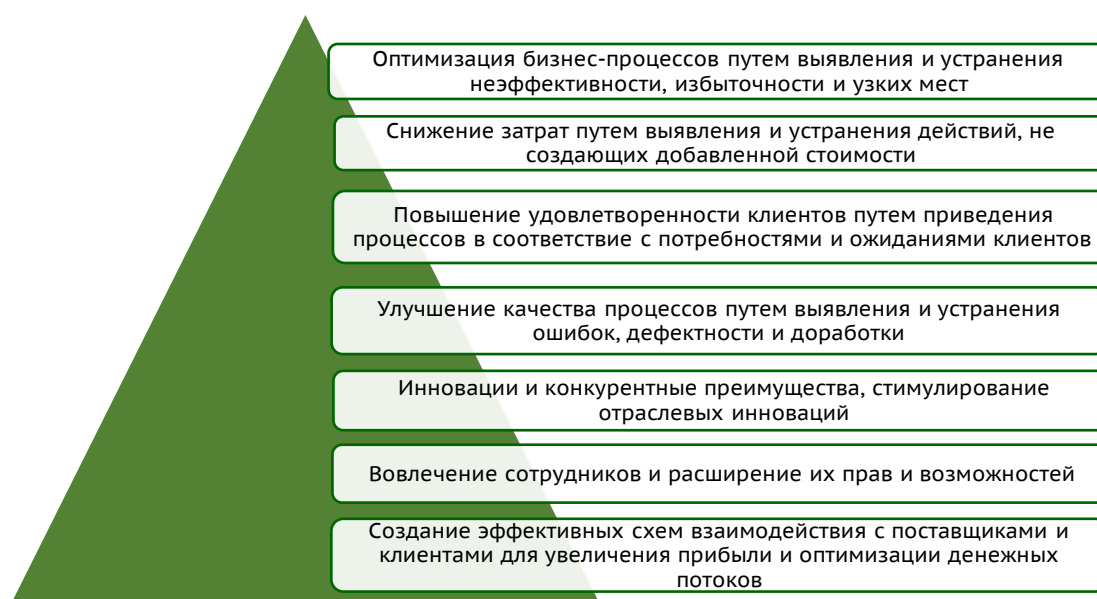 Оптимизация бизнес-процессов путем выявления и устранения
неэффективности, избыточности и узких мест
Снижение затрат путем выявления и устранения действий, не
создающих добавленной стоимости
Повышение удовлетворенности клиентов путем приведения
процессов в соответствие с потребностями и ожиданиями клиентов
Улучшение качества процессов путем выявления и устранения
ошибок, дефектности и доработки
Инновации и конкурентные преимущества, стимулирование
отраслевых инноваций
Вовлечение сотрудников и расширение их прав и возможностей
Создание эффективных схем взаимодействия с поставщиками и
клиентами для увеличения прибыли и оптимизации денежных
потоков